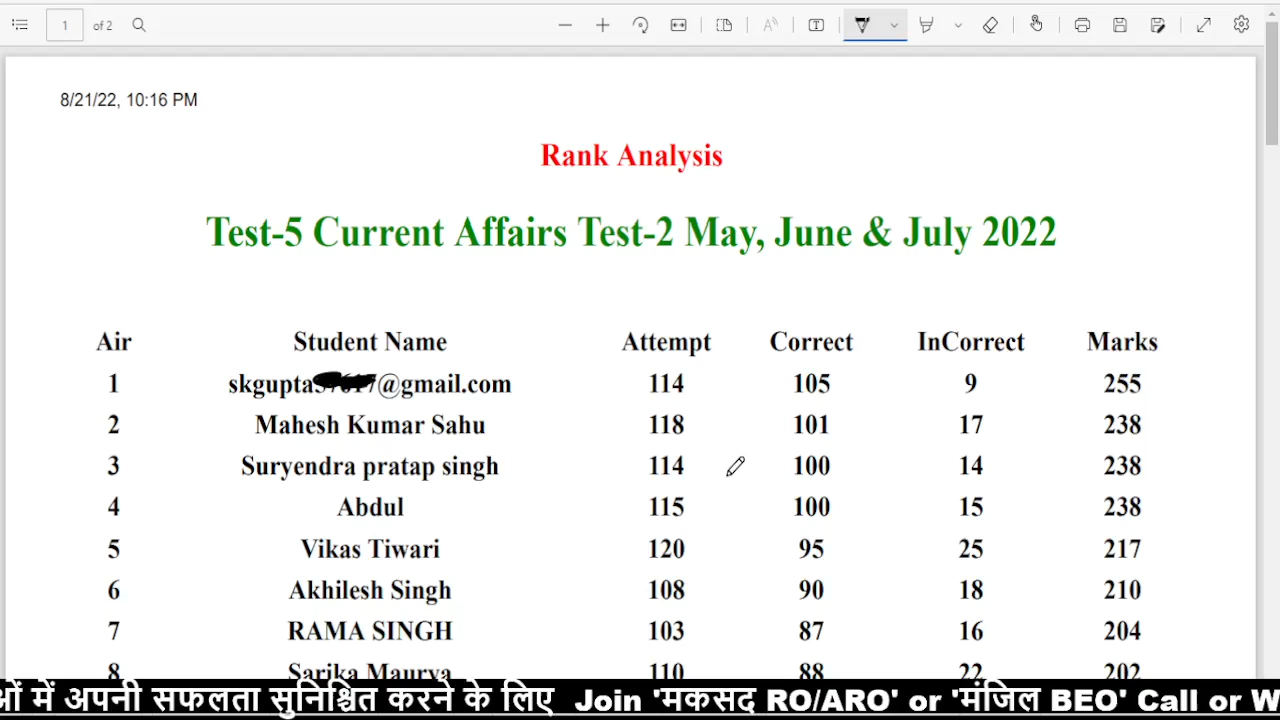 1 of 2
8/21/22, 10:16 PM
Rank Analysis
Test-5 Current Affairs Test-2 May, June & July 2022
Air Student Name Attempt Correct InCorrect Marks
1 skgupta @gmail.com 114 105 9 255
2 Mahesh Kumar Sahu 118 101 17 238
3 Suryendra pratap singh 114 100 14 238
4 Abdul 115 100 15 238
5 Vikas Tiwari 120 95 25 217
6 Akhilesh Singh 108 90 18 210
7 RAMA SINGH 103 87 16 204
8 Sarika Maurya 110 88 22 202
में अपनी सफलता सुनिश्चित करने के लिए Join 'मकसद RO/ARO' or 'मंजिल BEO' Call or